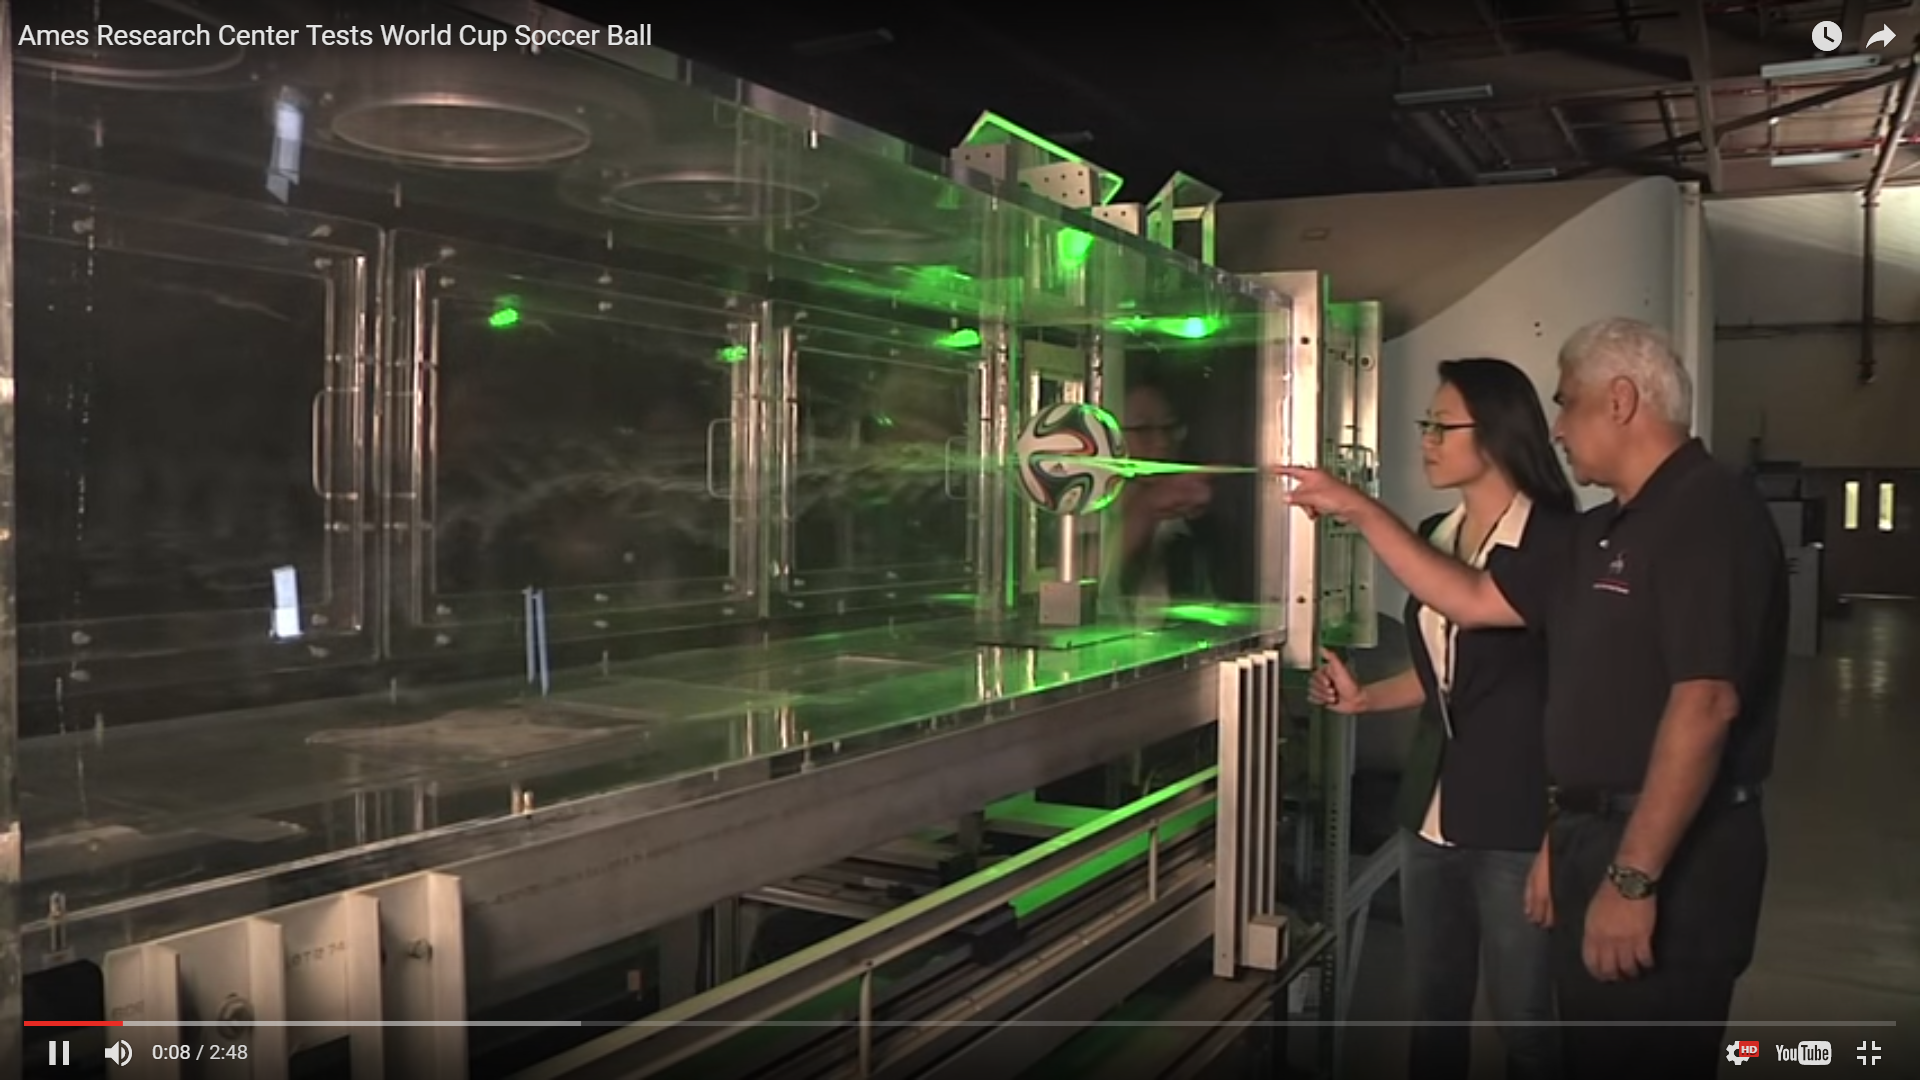 Ames Research Center Tests World Cup Soccer Ball
0:08 / 2:48
HD
YouTube